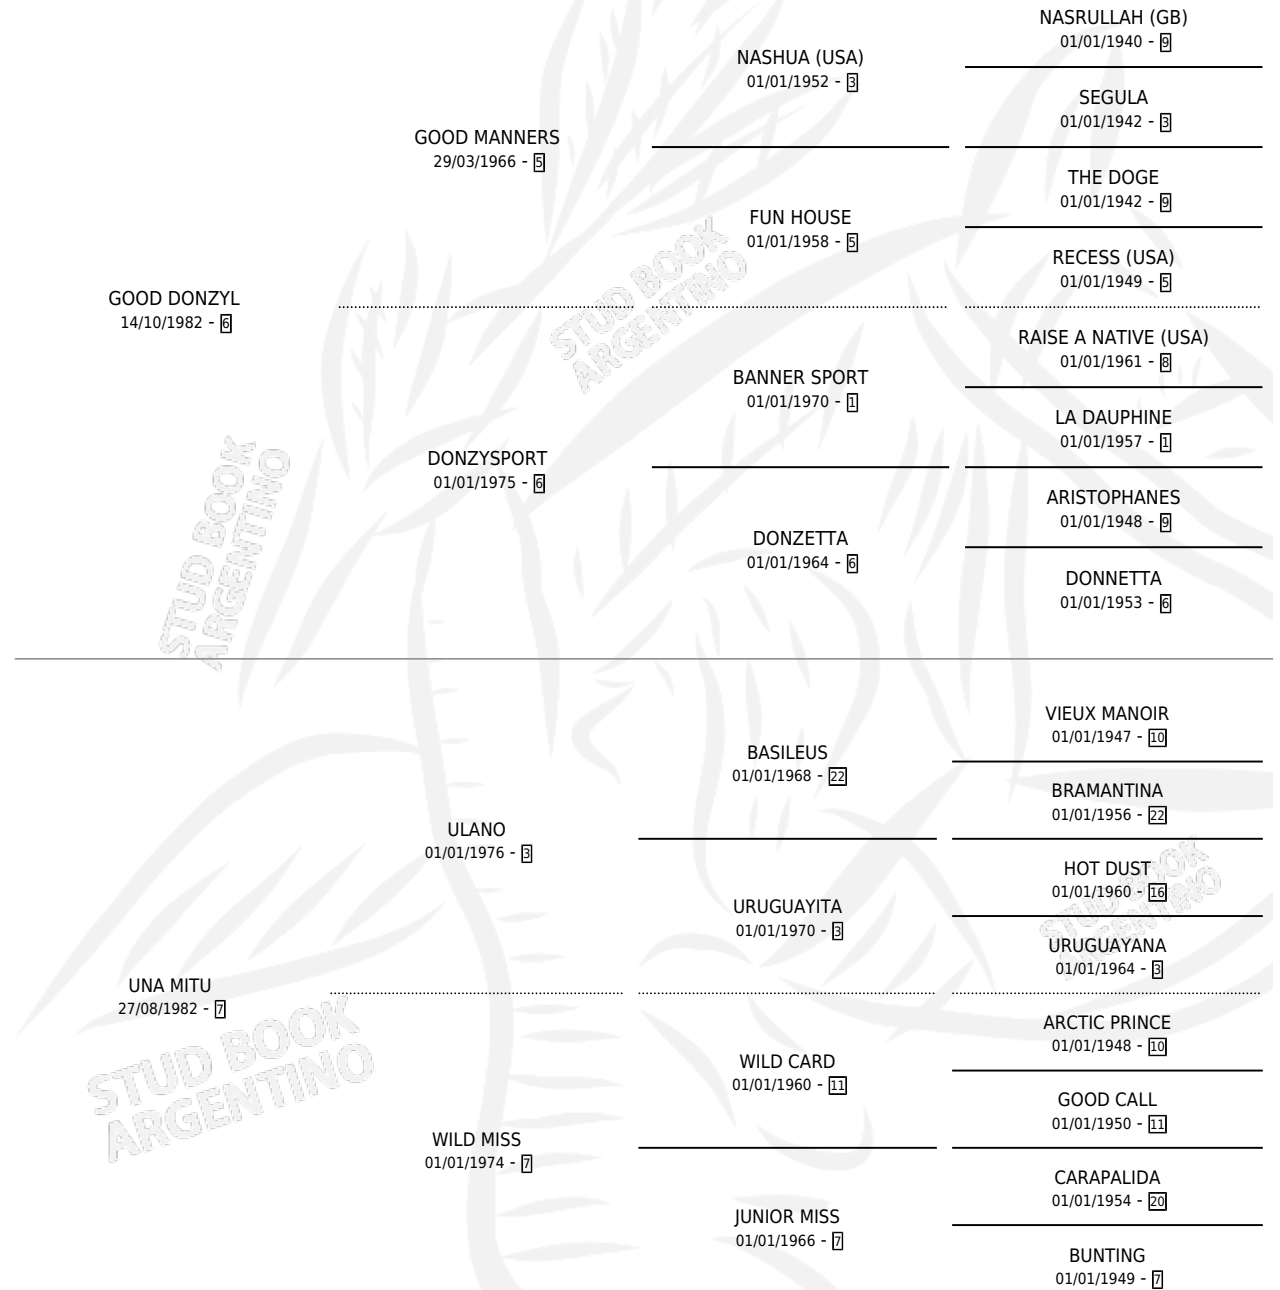 NASRULLAH (GB)
01/01/1940 - 9
NASHUA (USA)
01/01/1952 - 3
SEGULA
01/01/1942 - 3
GOOD MANNERS
29/03/1966 - 5
THE DOGE
01/01/1942 - 9
FUN HOUSE
01/01/1958 - 5
RECESS (USA)
01/01/1949 - 5
GOOD DONZYL
14/10/1982 - 6
RAISE A NATIVE (USA)
01/01/1961 - 8
BANNER SPORT
01/01/1970 - 1
LA DAUPHINE
01/01/1957 - 1
DONZYSPORT
01/01/1975 - 6
ARISTOPHANES
01/01/1948 - 9
DONZETTA
01/01/1964 - 6
DONNETTA
01/01/1953 - 6
STUD BOOK
ARGENTINO
STUD BOOK
ARGENTINO
VIEUX MANOIR
01/01/1947 - 10
BASILEUS
01/01/1968 - 22
BRAMANTINA
01/01/1956 - 22
ULANO
01/01/1976 - 3
HOT DUST
01/01/1960 - 16
URUGUAYITA
01/01/1970 - 3
URUGUAYANA
01/01/1964 - 3
UNA MITU
27/08/1982 - 7
ARCTIC PRINCE
01/01/1948 - 10
WILD CARD
01/01/1960 - 11
GOOD CALL
01/01/1950 - 11
WILD MISS
01/01/1974 - 7
CARAPALIDA
01/01/1954 - 20
JUNIOR MISS
01/01/1966 - 7
BUNTING
01/01/1949 - 7
STUD BOOK
ARGENTINO
STUD BOOK
ARGENTINO